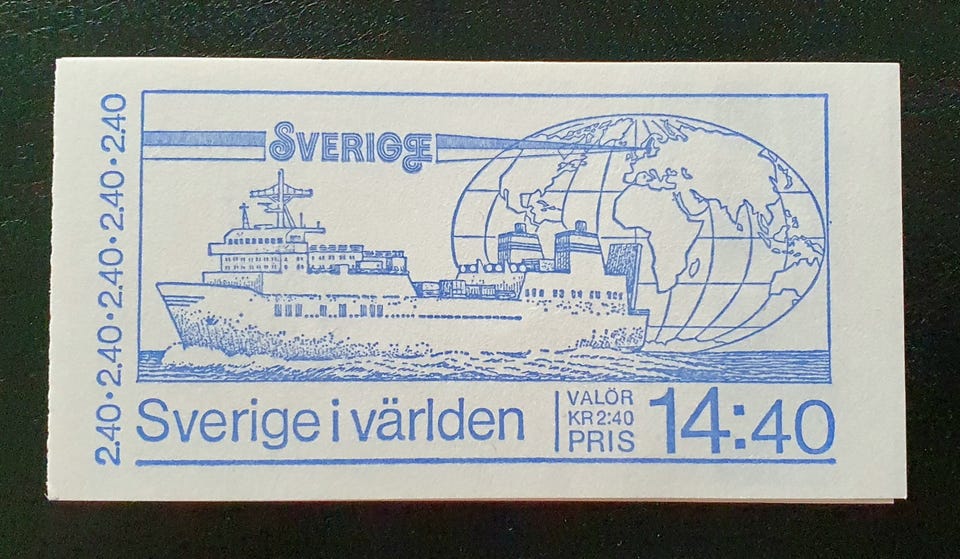 2.40·2.40·2.40·2.40·2.40·2.40
SVERIGE
Sverige i världen
VALÖR
KR 2:40
PRIS
14:40